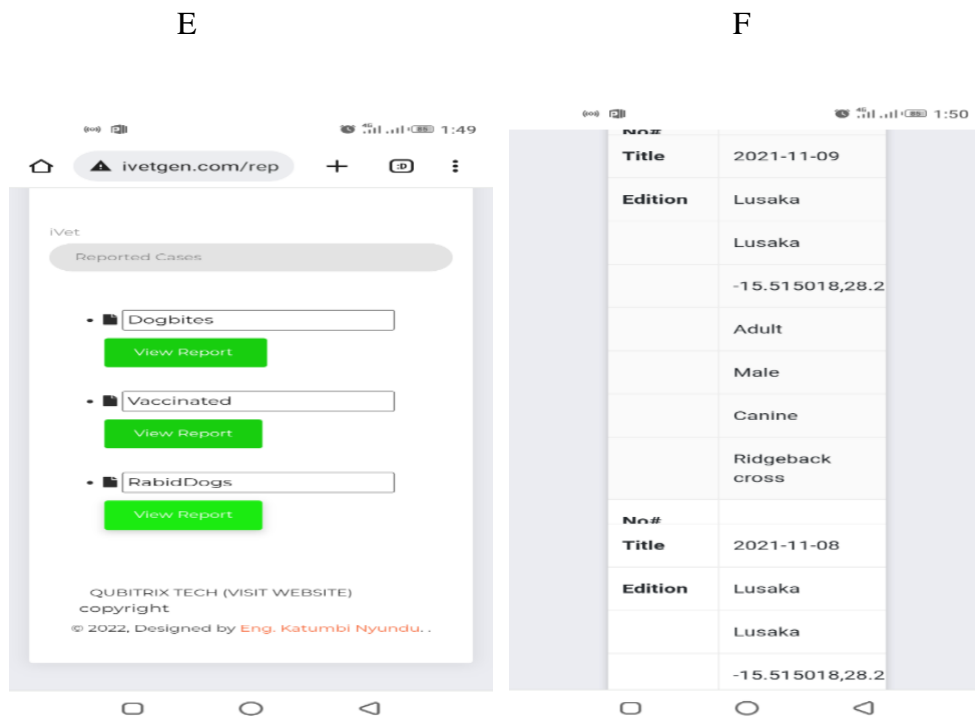 E
F
1:49
ivetgen.com/rep
iVet
Reported Cases
Dogbites
View Report
Vaccinated
View Report
RabidDogs
View Report
QUBITRIX TECH (VISIT WEBSITE)
copyright
© 2022, Designed by Eng. Katumbi Nyundu. .
1:50
No#
Title 2021-11-09
Edition Lusaka
Lusaka
-15.515018,28.2
Adult
Male
Canine
Ridgeback
cross
No#
Title 2021-11-08
Edition Lusaka
Lusaka
-15.515018,28.2